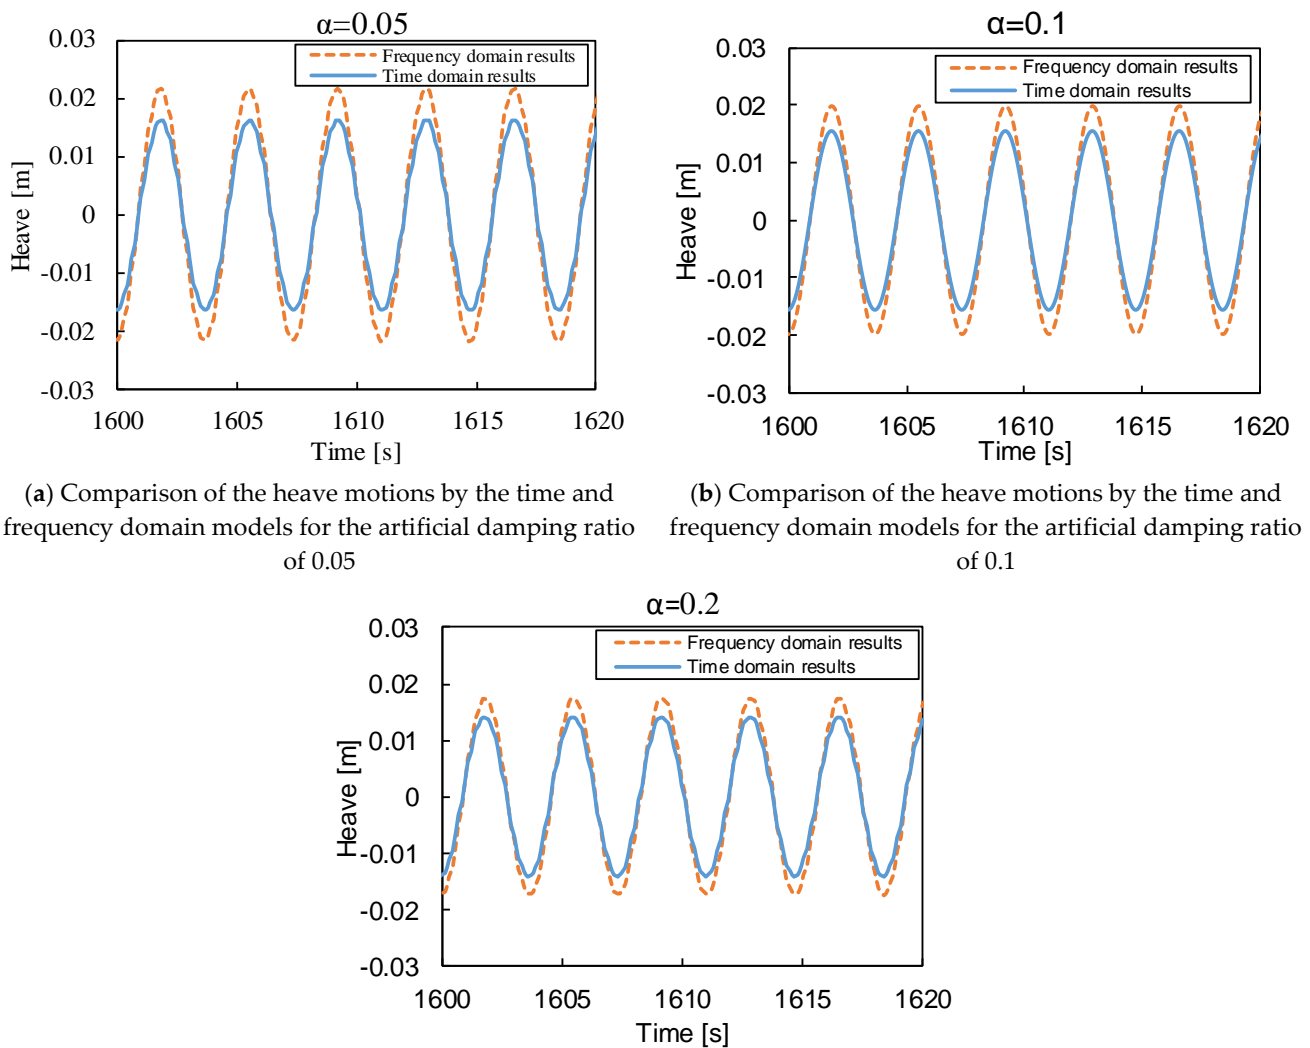 α=0.05
0.03
0.02
0.01
0
-0.01
-0.02
-0.03
Heave [m]
Frequency domain results
Time domain results
1600 1605 1610 1615 1620
Time [s]
(a) Comparison of the heave motions by the time and
frequency domain models for the artificial damping ratio
of 0.05
α=0.1
0.03
0.02
0.01
0
-0.01
-0.02
-0.03
Heave [m]
Frequency domain results
Time domain results
1600 1605 1610 1615 1620
Time [s]
(b) Comparison of the heave motions by the time and
frequency domain models for the artificial damping ratio
of 0.1
α=0.2
0.03
0.02
0.01
0
-0.01
-0.02
-0.03
Heave [m]
Frequency domain results
Time domain results
1600 1605 1610 1615 1620
Time [s]